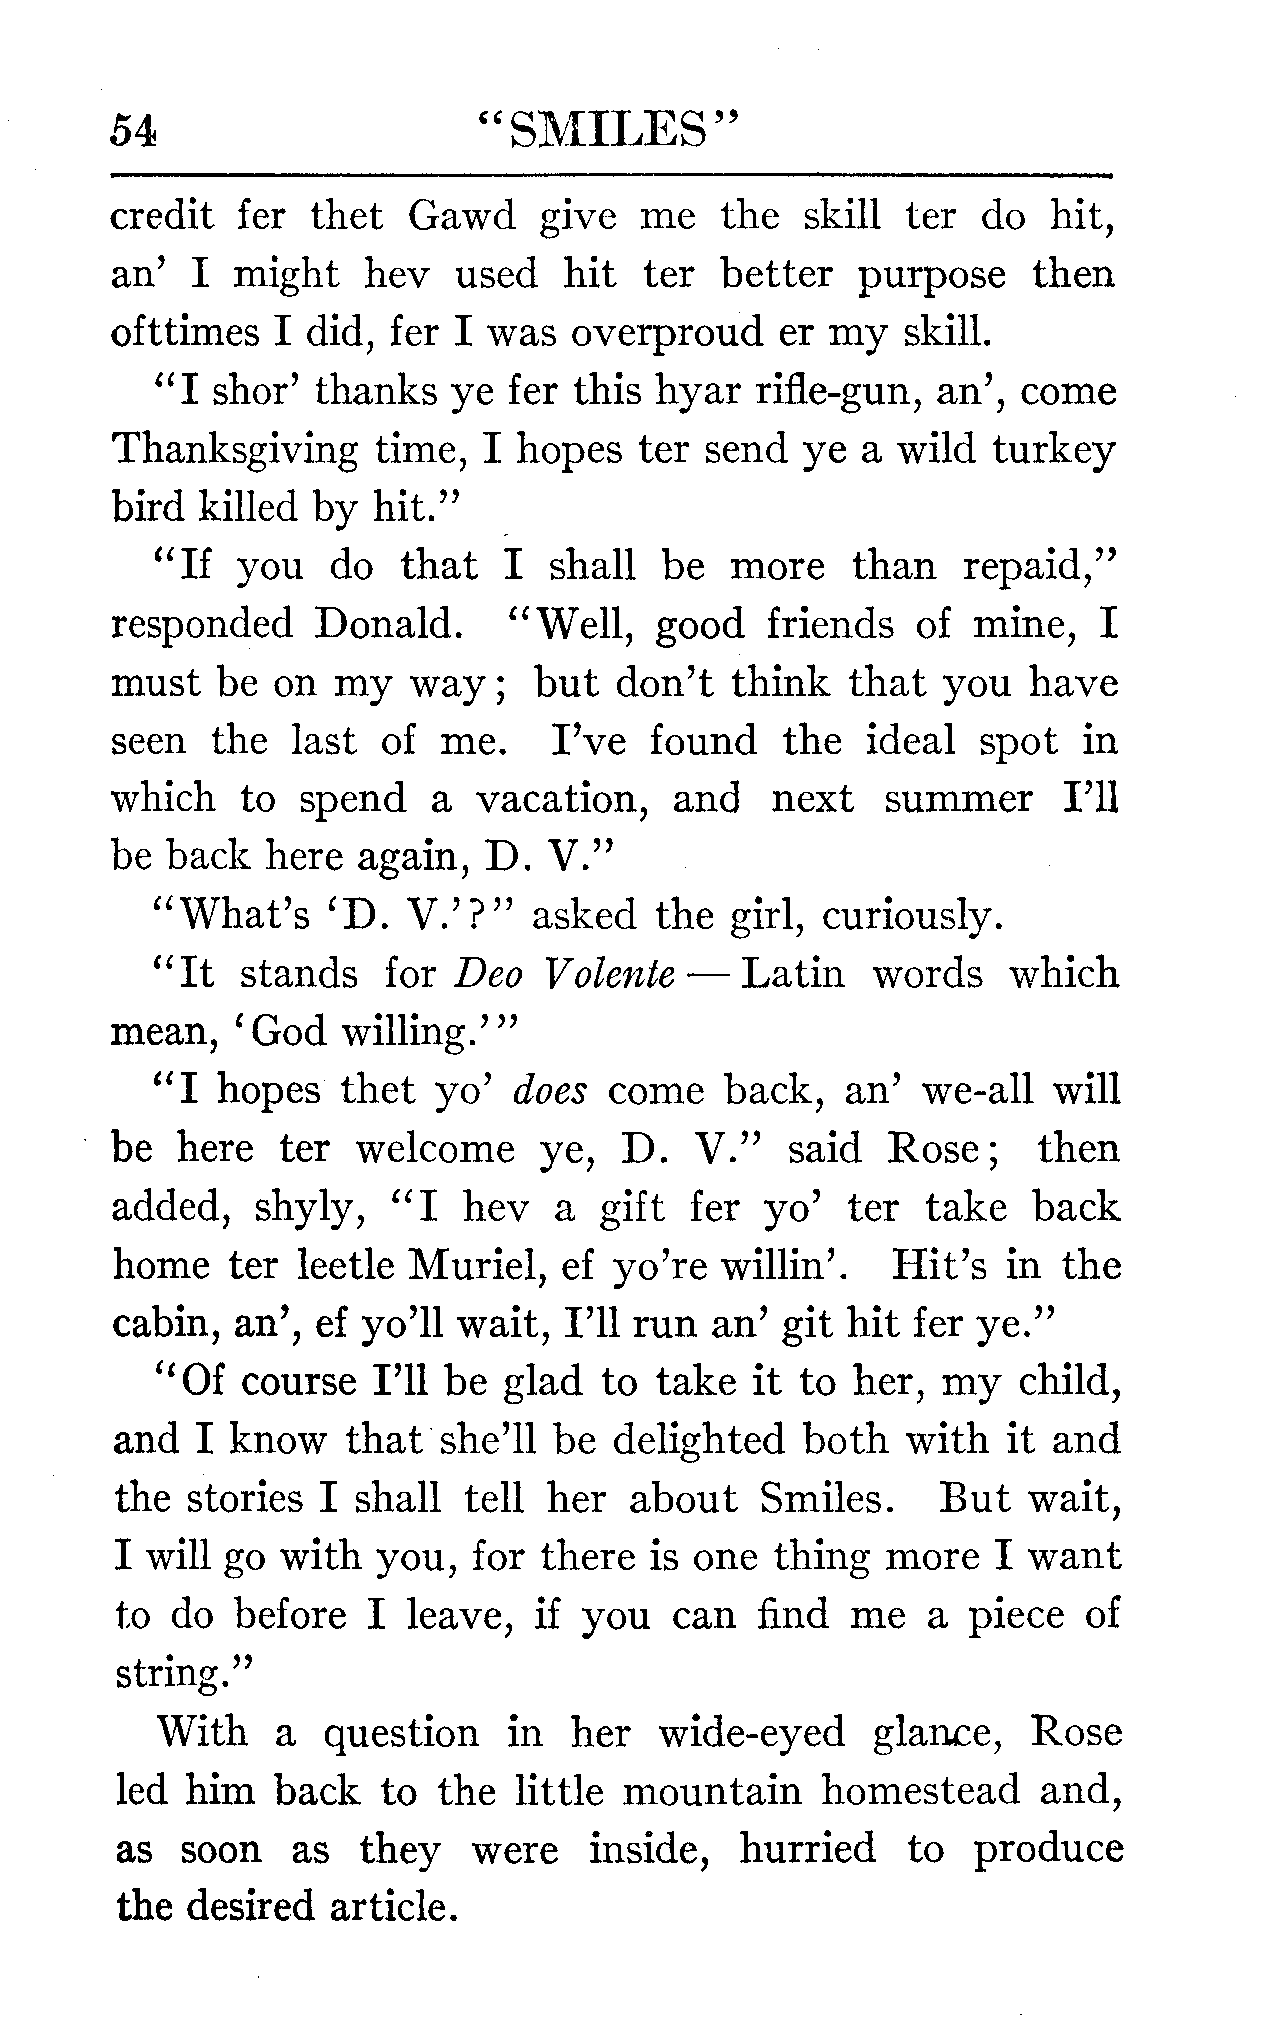 54 "SMILES"
credit fer thet Gawd give me the skill ter do hit,
an' I might hev used hit ter better purpose then
ofttimes I did, fer I was overproud er my skill.
"I shor' thanks ye fer this hyar rifle-gun, an', come
Thanksgiving time, I hopes ter send ye a wild turkey
bird killed by hit."
"If you do that I shall be more than repaid,"
responded Donald. "Well, good friends of mine, I
must be on my way; but don't think that you have
seen the last of me. I've found the ideal spot in
which to spend a vacation, and next summer I'll
be back here again, D. V."
"What's 'D. V.'?" asked the girl, curiously.
"It stands for Deo Volente — Latin words which
mean, 'God willing.'"
"I hopes thet yo' does come back, an' we-all will
be here ter welcome ye, D. V." said Rose; then
added, shyly, "I hev a gift fer yo' ter take back
home ter leetle Muriel, ef yo're willin'. Hit's in the
cabin, an', ef yo'll wait, I'll run an' git hit fer ye."
"Of course I'll be glad to take it to her, my child,
and I know that she'll be delighted both with it and
the stories I shall tell her about Smiles. But wait,
I will go with you, for there is one thing more I want
to do before I leave, if you can find me a piece of
string."
With a question in her wide-eyed glance, Rose
led him back to the little mountain homestead and,
as soon as they were inside, hurried to produce
the desired article.